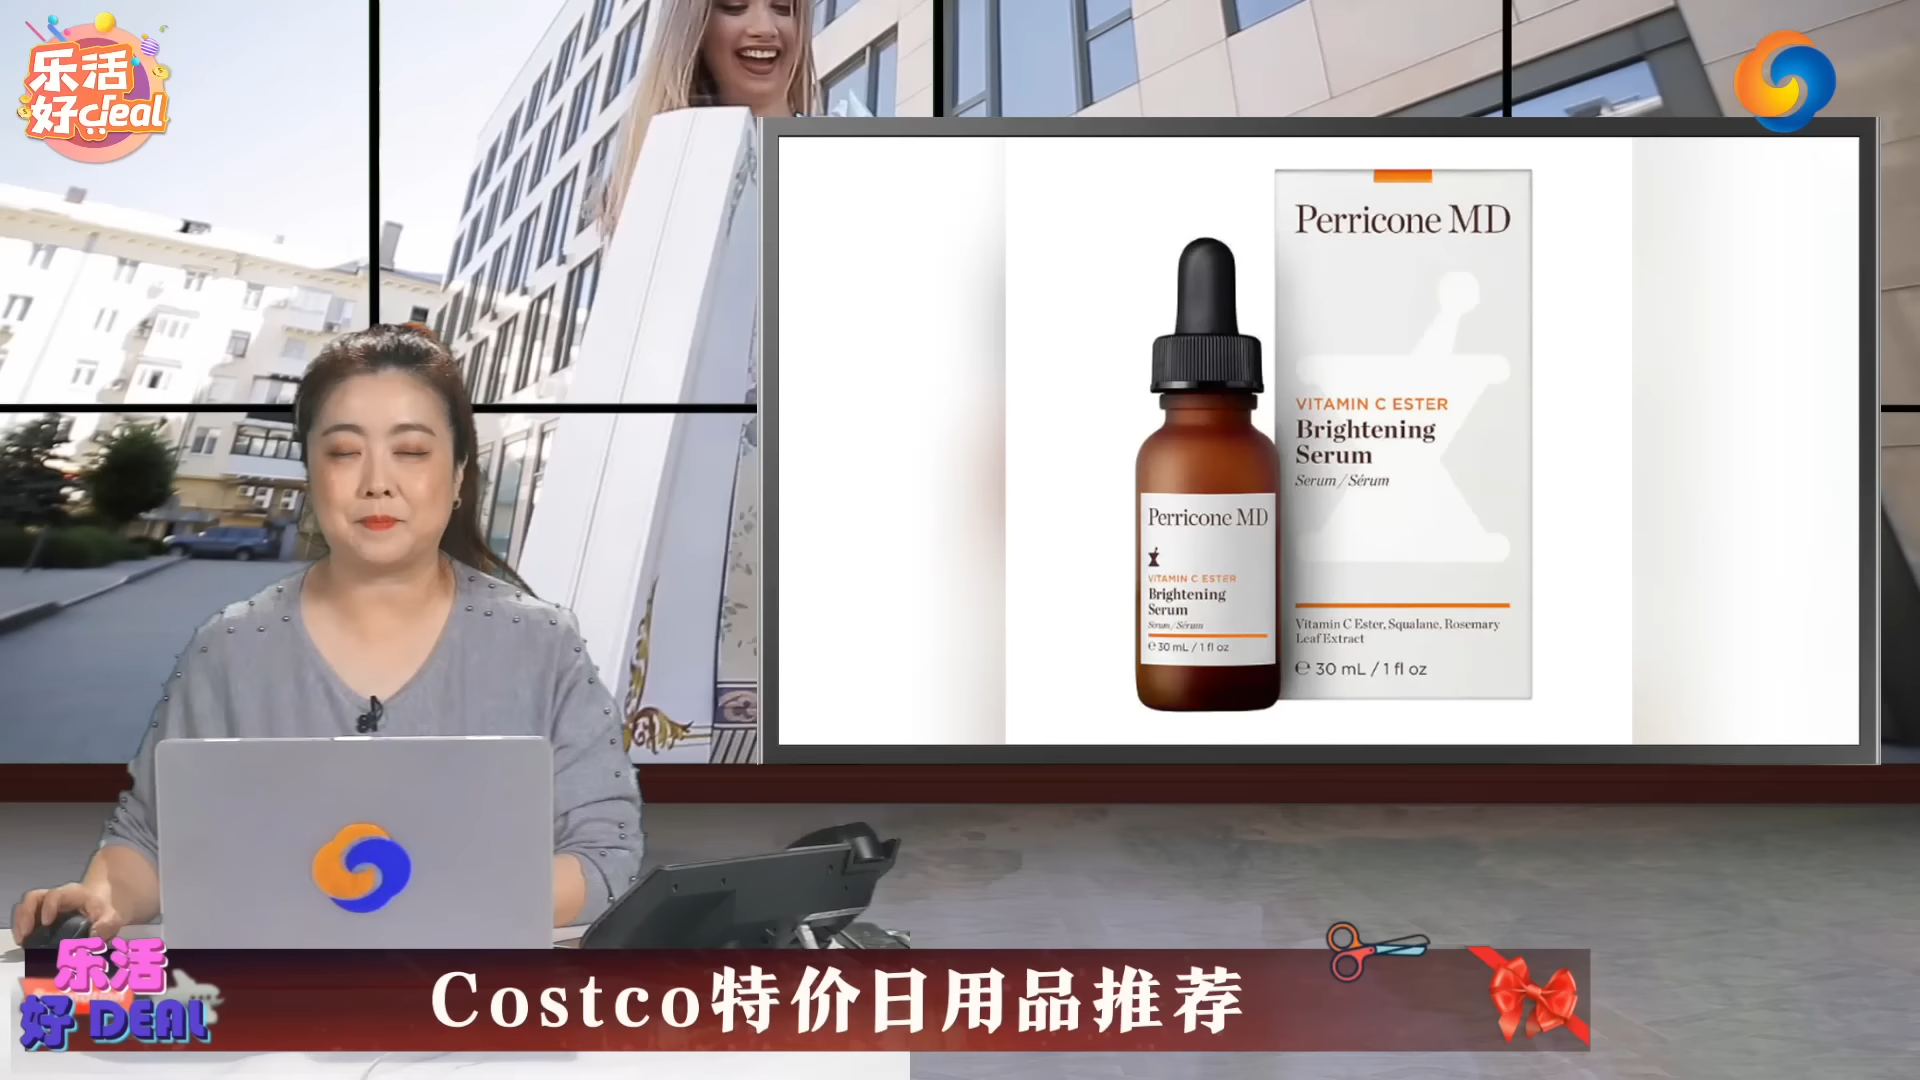 乐活
好deal
Perricone MD
VITAMIN C ESTER
Brightening
Serum
Serum / Sérum
Vitamin C Ester, Squalane, Rosemary
Leaf Extract
℮ 30 mL / 1 fl oz
Perricone MD
VITAMIN C ESTER
Brightening
Serum
Serum / Sérum
℮ 30 mL / 1 fl oz
乐活
好 DEAL
Costco特价日用品推荐